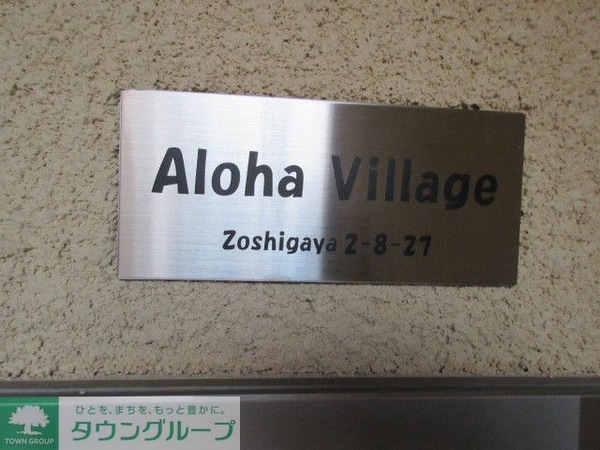 Aloha Village
Zoshigaya 2-8-27
ひとを、まちを、もっと豊かに。
TOWN GROUP
タウングループ